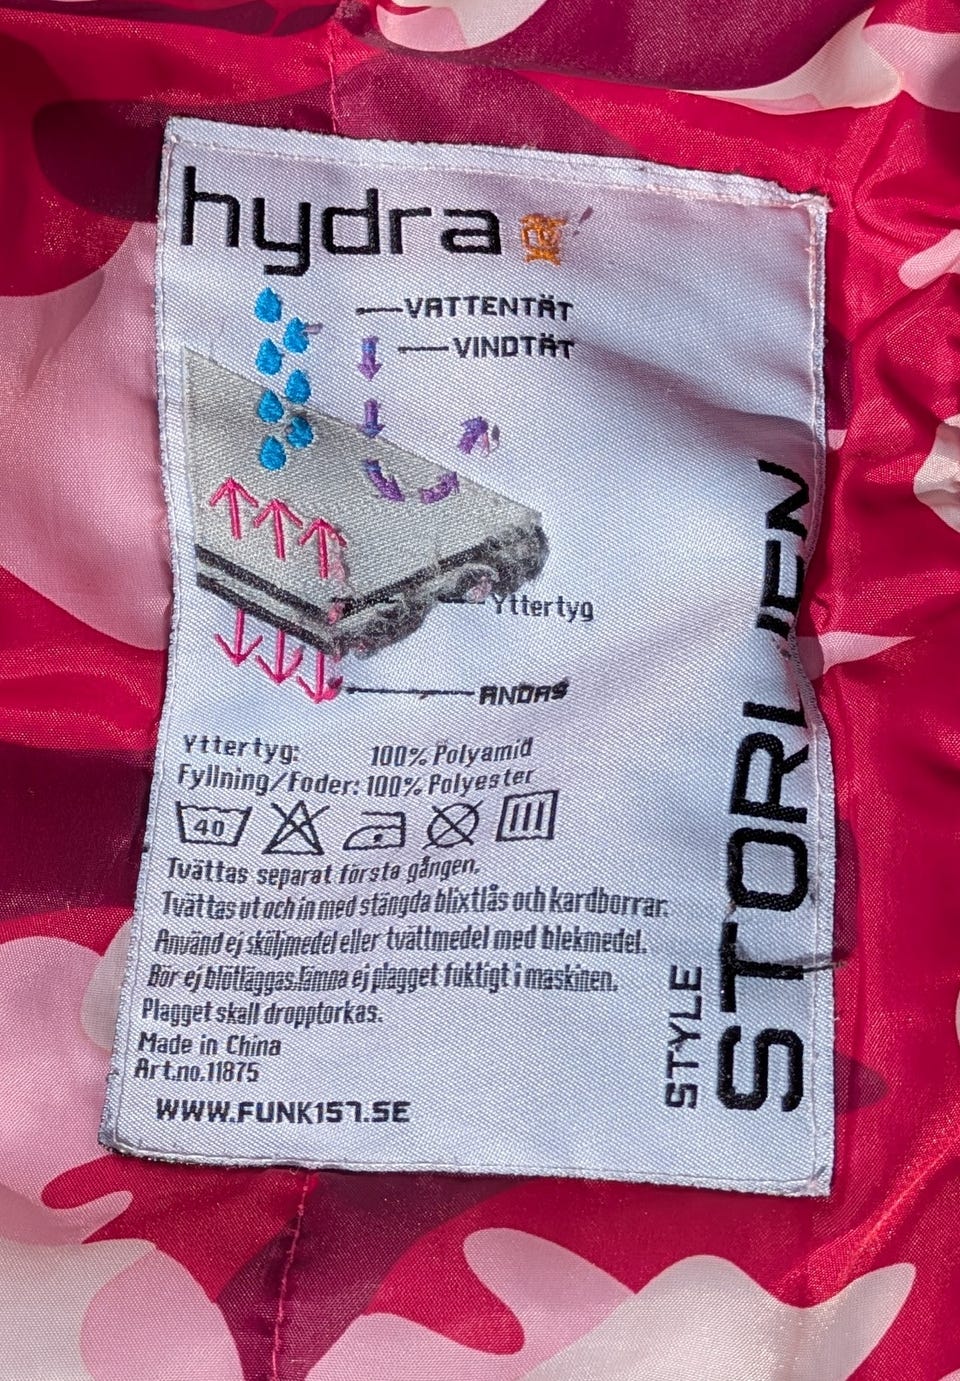 hydra
VATTENTÄT
VINDTÄT
Yttertyg
ANDAS
Yttertyg: 100% Polyamid
Fyllning/Foder: 100% Polyester
40
Tvättas separat första gången.
Tvättas ut och in med stängda blixtlås och kardborrar.
Använd ej sköljmedel eller tvättmedel med blekmedel.
Bör ej blötläggas.lämna ej plagget fuktigt i maskinen.
Plagget skall dropptorkas.
Made in China
Art.no.11875
WWW.FUNK157.SE
STYLE
STORLIEN